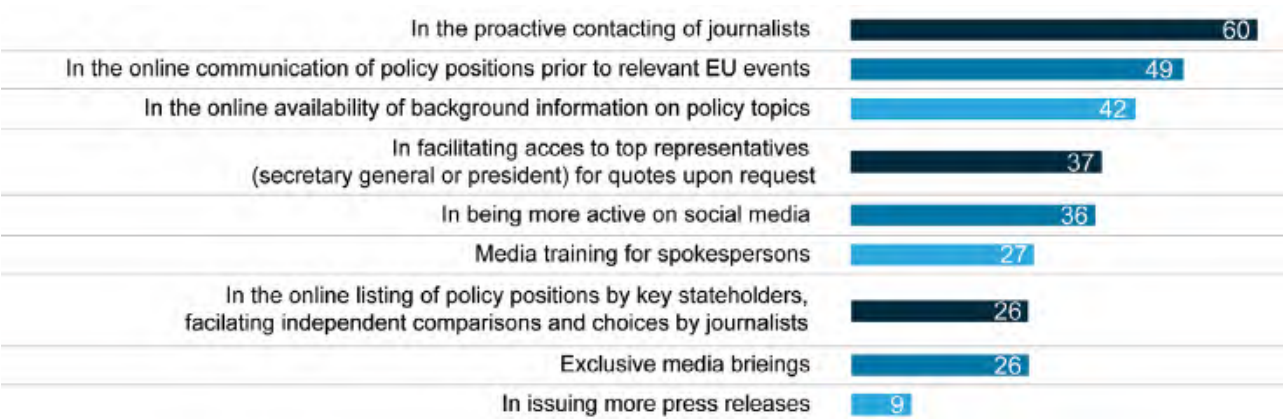 In the proactive contacting of journalists 60
In the online communication of policy positions prior to relevant EU events 49
In the online availability of background information on policy topics 42
In facilitating acces to top representatives
(secretary general or president) for quotes upon request 37
In being more active on social media 36
Media training for spokespersons 27
In the online listing of policy positions by key stateholders,
facilating independent comparisons and choices by journalists 26
Exclusive media brieings 26
In issuing more press releases 9